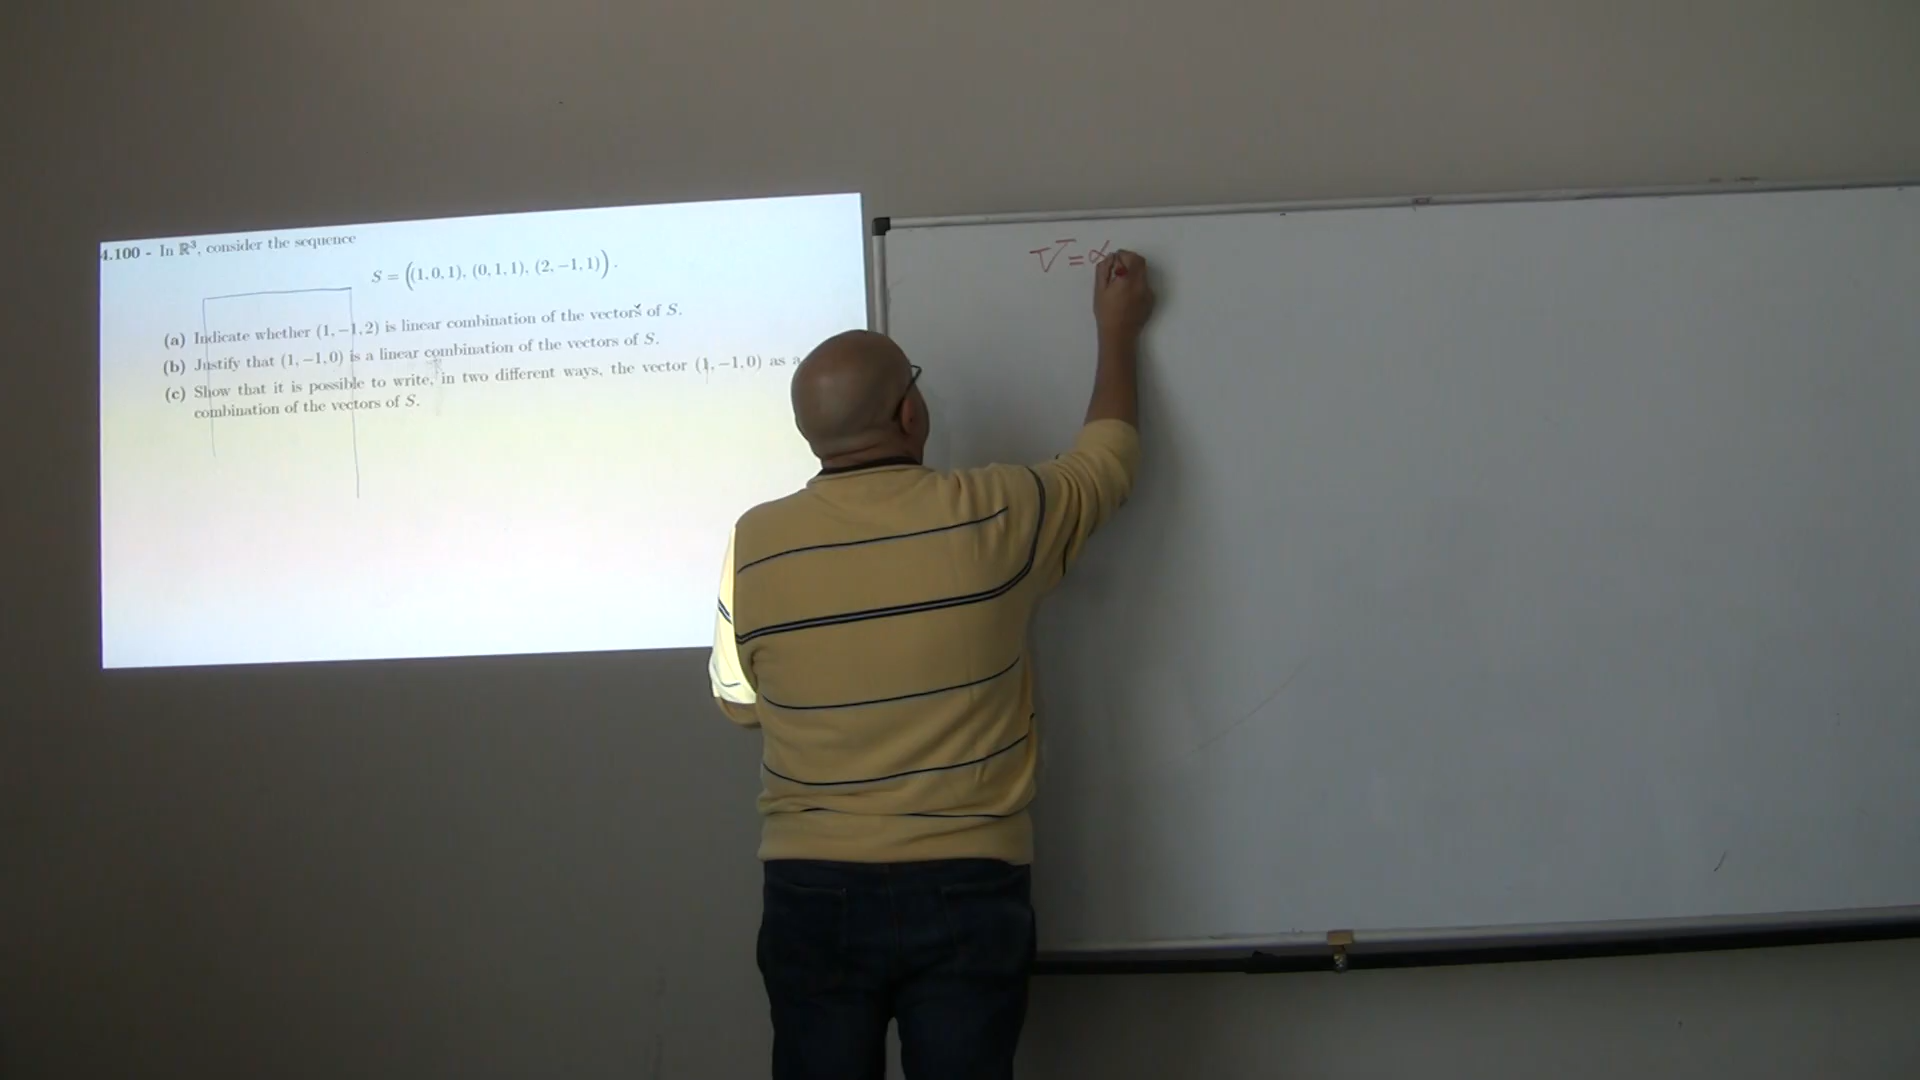 4.100 - In ℝ³, consider the sequence
S = ((1, 0, 1), (0, 1, 1), (2, −1, 1)).
(a) Indicate whether (1, −1, 2) is linear combination of the vectors of S.
(b) Justify that (1, −1, 0) is a linear combination of the vectors of S.
(c) Show that it is possible to write, in two different ways, the vector (1, −1, 0) as a
combination of the vectors of S.
V = α